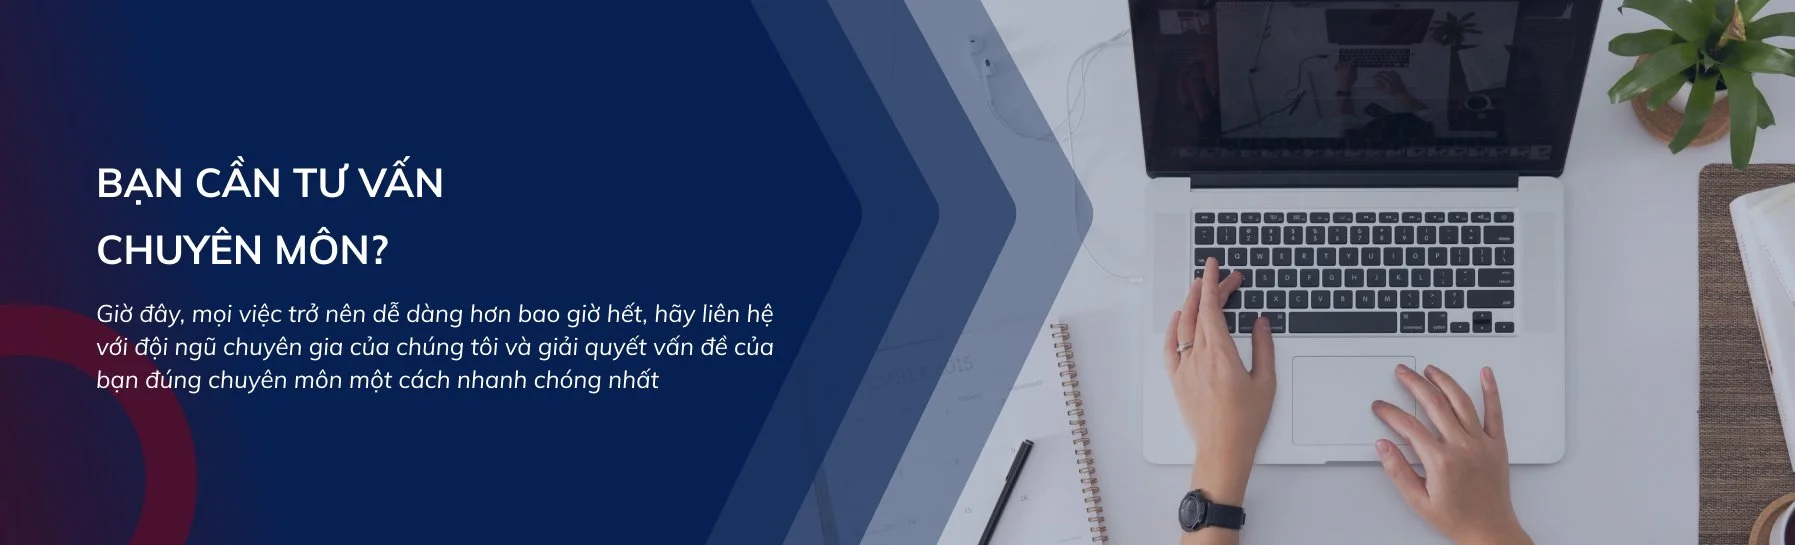 BẠN CẦN TƯ VẤN
CHUYÊN MÔN?
Giờ đây, mọi việc trở nên dễ dàng hơn bao giờ hết, hãy liên hệ
với đội ngũ chuyên gia của chúng tôi và giải quyết vấn đề của
bạn đúng chuyên môn một cách nhanh chóng nhất